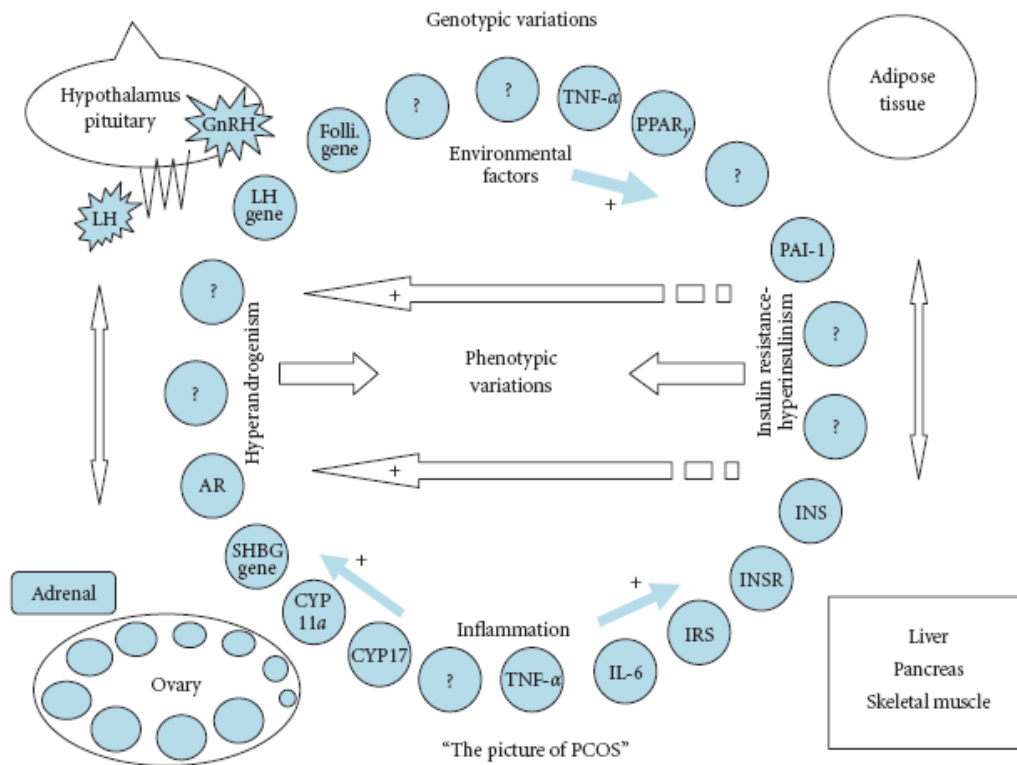 Genotypic variations
Hypothalamus
pituitary
GnRH
LH
Adipose
tissue
?
?
TNF-α
PPARγ
?
PAI-1
?
?
INS
INSR
IRS
IL-6
TNF-α
?
CYP17
CYP
11a
SHBG
gene
AR
?
?
LH
gene
Folli.
gene
Environmental
factors
+
+
Hyperandrogenism
Phenotypic
variations
Insulin resistance-
hyperinsulinism
+
+
+
Inflammation
Adrenal
Ovary
Liver
Pancreas
Skeletal muscle
“The picture of PCOS”